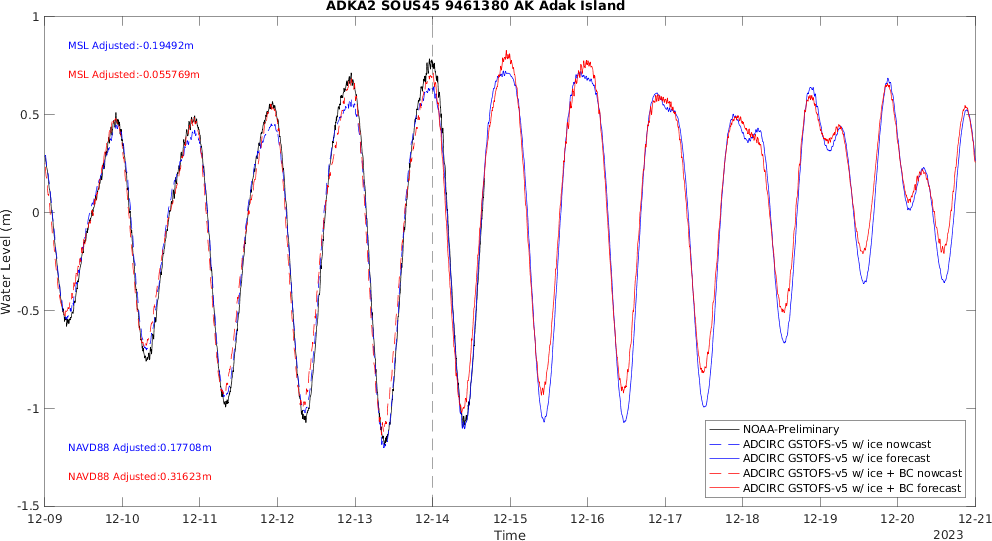 ADKA2 SOUS45 9461380 AK Adak Island
1
MSL Adjusted:-0.19492m
MSL Adjusted:-0.055769m
0.5
0
Water Level (m)
-0.5
-1
NOAA-Preliminary
ADCIRC GSTOFS-v5 w/ ice nowcast
ADCIRC GSTOFS-v5 w/ ice forecast
ADCIRC GSTOFS-v5 w/ ice + BC nowcast
ADCIRC GSTOFS-v5 w/ ice + BC forecast
NAVD88 Adjusted:0.17708m
NAVD88 Adjusted:0.31623m
-1.5
12-09 12-10 12-11 12-12 12-13 12-14 12-15 12-16 12-17 12-18 12-19 12-20 12-21
Time
2023